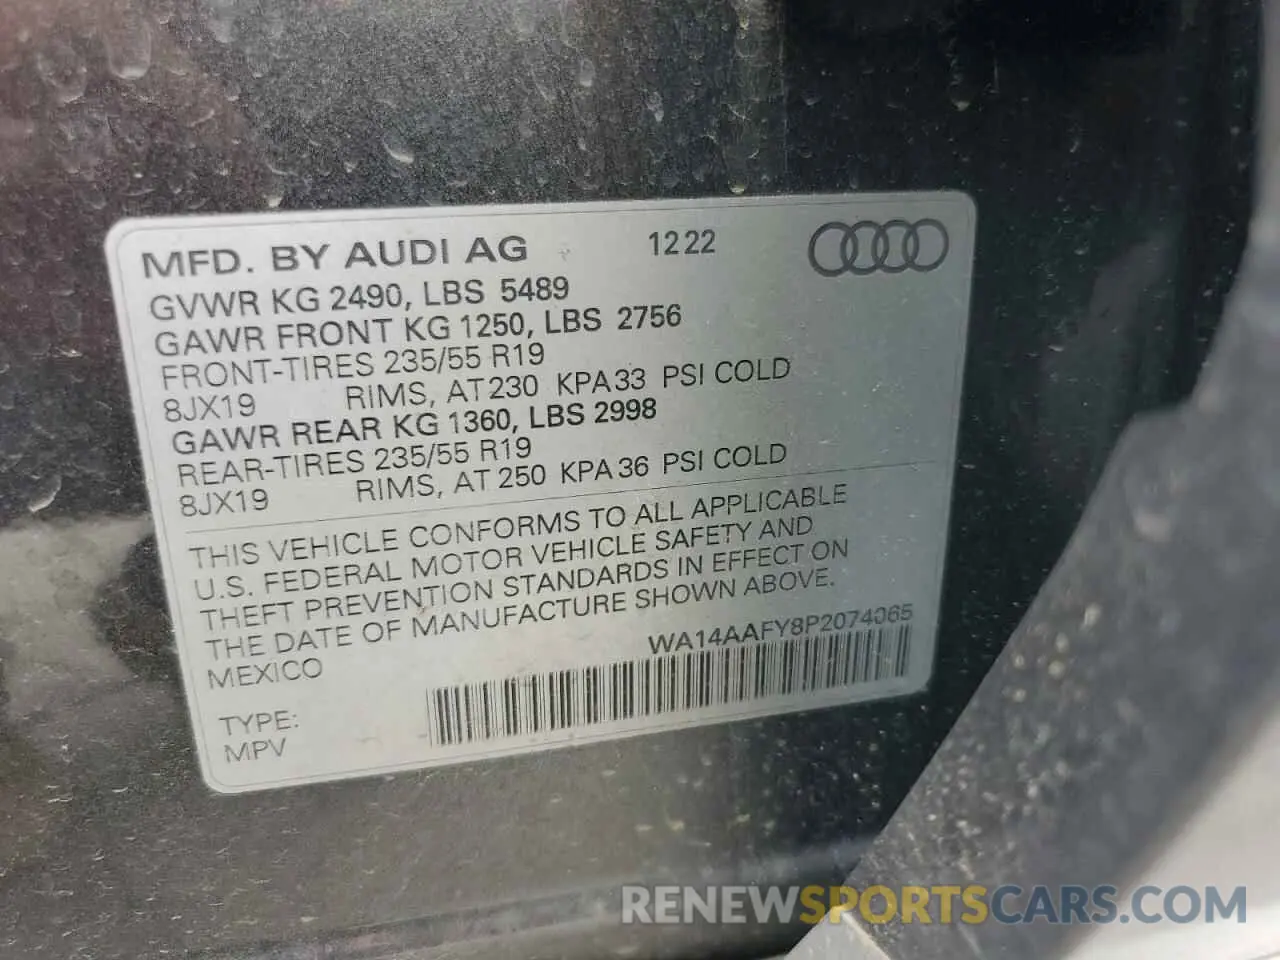 MFD. BY AUDI AG 12 22
GVWR KG 2490, LBS 5489
GAWR FRONT KG 1250, LBS 2756
FRONT-TIRES 235/55 R19
8JX19 RIMS, AT 230 KPA 33 PSI COLD
GAWR REAR KG 1360, LBS 2998
REAR-TIRES 235/55 R19
8JX19 RIMS, AT 250 KPA 36 PSI COLD
THIS VEHICLE CONFORMS TO ALL APPLICABLE
U.S. FEDERAL MOTOR VEHICLE SAFETY AND
THEFT PREVENTION STANDARDS IN EFFECT ON
THE DATE OF MANUFACTURE SHOWN ABOVE.
MEXICO WA14AAFY8P2074065
TYPE:
MPV
RENEWSPORTSCARS.COM